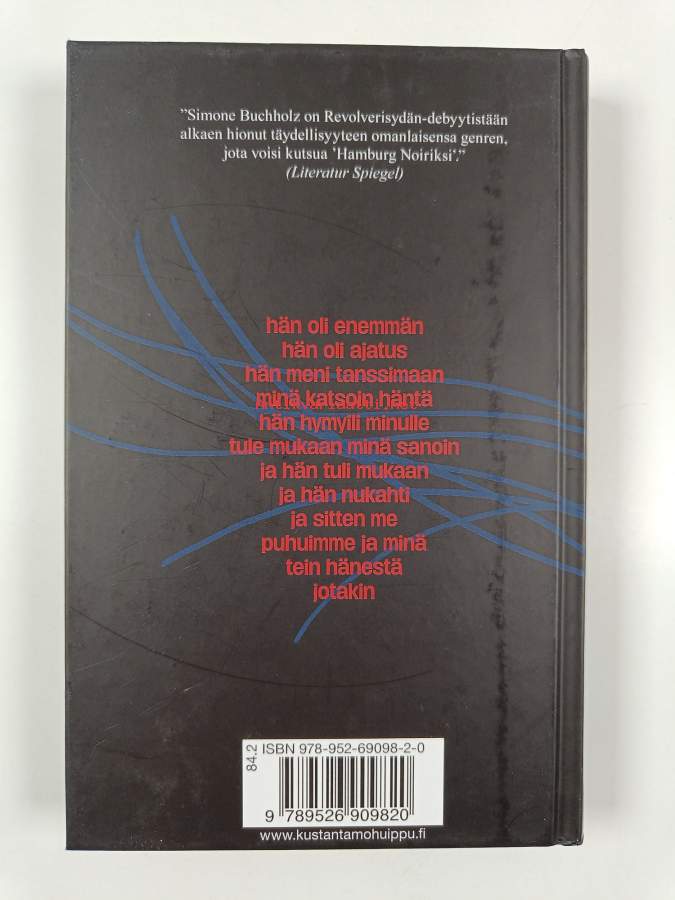 ”Simone Buchholz on Revolverisydän-debyytistään
alkaen hionut täydellisyyteen omanlaisensa genren,
jota voisi kutsua ‘Hamburg Noiriksi‘.”
(Literatur Spiegel)
hän oli enemmän
hän oli ajatus
hän meni tanssimaan
minä katsoin häntä
hän hymyili minulle
tule mukaan minä sanoin
ja hän tuli mukaan
ja hän nukahti
ja sitten me
puhuimme ja minä
tein hänestä
jotakin
84.2
ISBN 978-952-69098-2-0
9 789526 909820
www.kustantamohuippu.fi